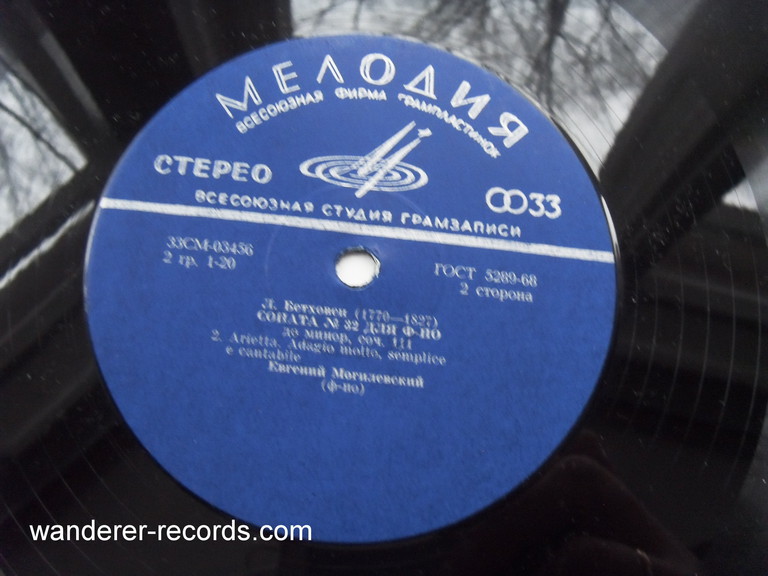 МЕЛОДИЯ
ВСЕСОЮЗНАЯ ФИРМА ГРАМПЛАСТИНОК
СТЕРЕО
33
ВСЕСОЮЗНАЯ СТУДИЯ ГРАМЗАПИСИ
33СМ-03456
2 гр. 1-20
ГОСТ 5289-68
2 сторона
Л. Бетховен (1770—1827)
СОНАТА № 32 ДЛЯ Ф-ПО
до минор, соч. 111
2. Arietta. Adagio molto, semplice
e cantabile
Евгений Могилевский
(ф-по)
wanderer-records.com